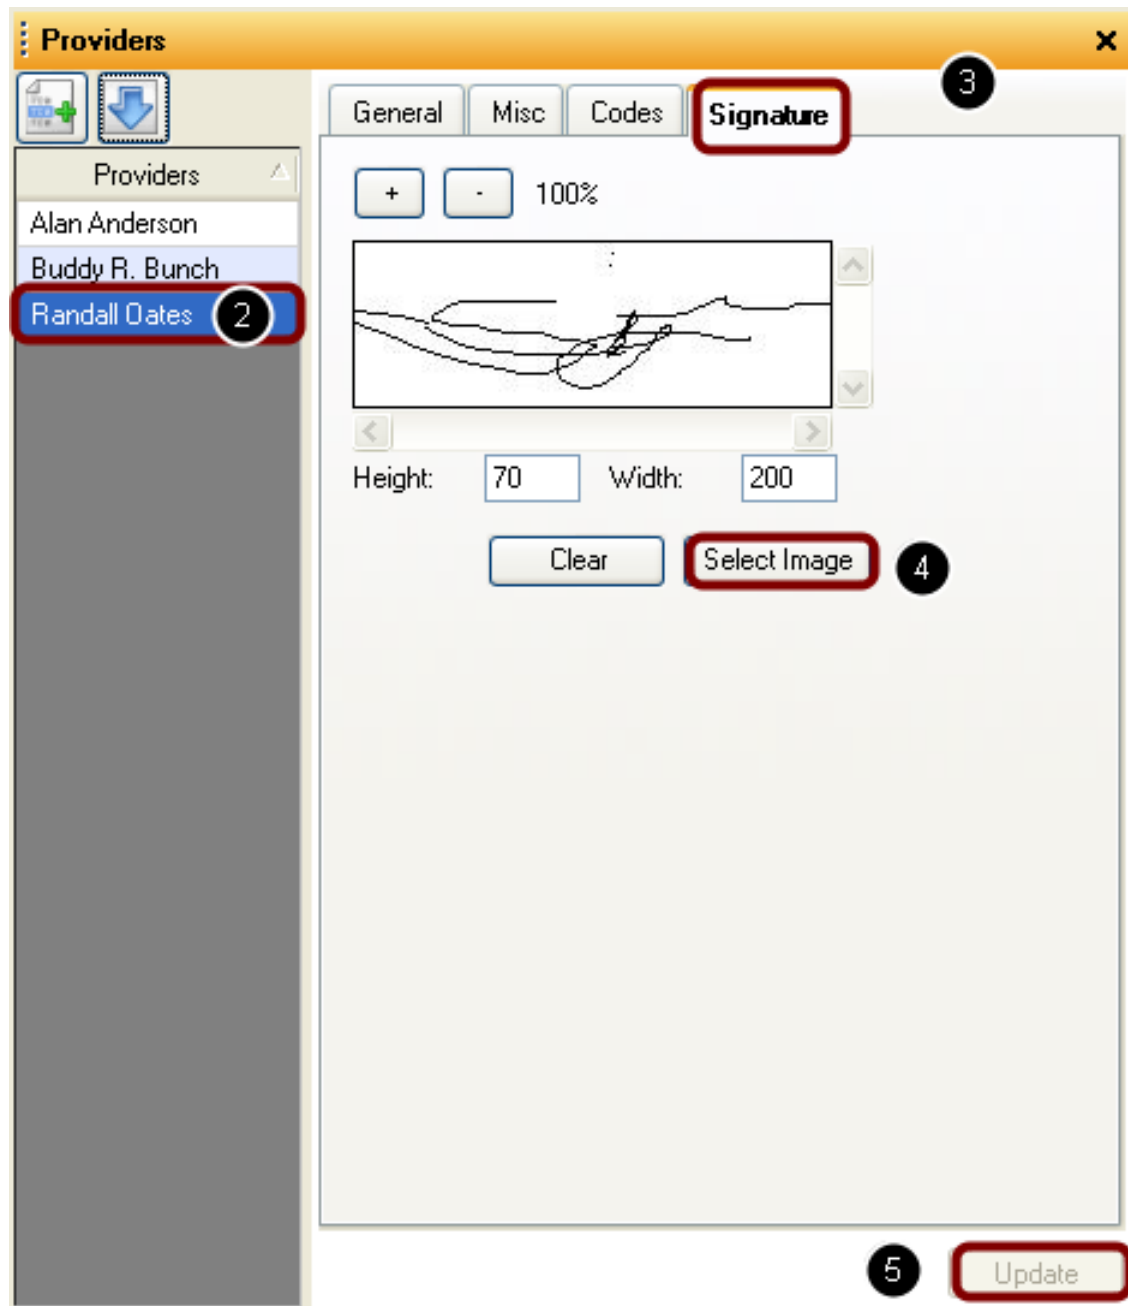 Providers
3
General Misc Codes Signature
Providers
+ - 100%
Alan Anderson
Buddy R. Bunch
Randall Oates 2
Height: 70 Width: 200
Clear Select Image 4
5 Update